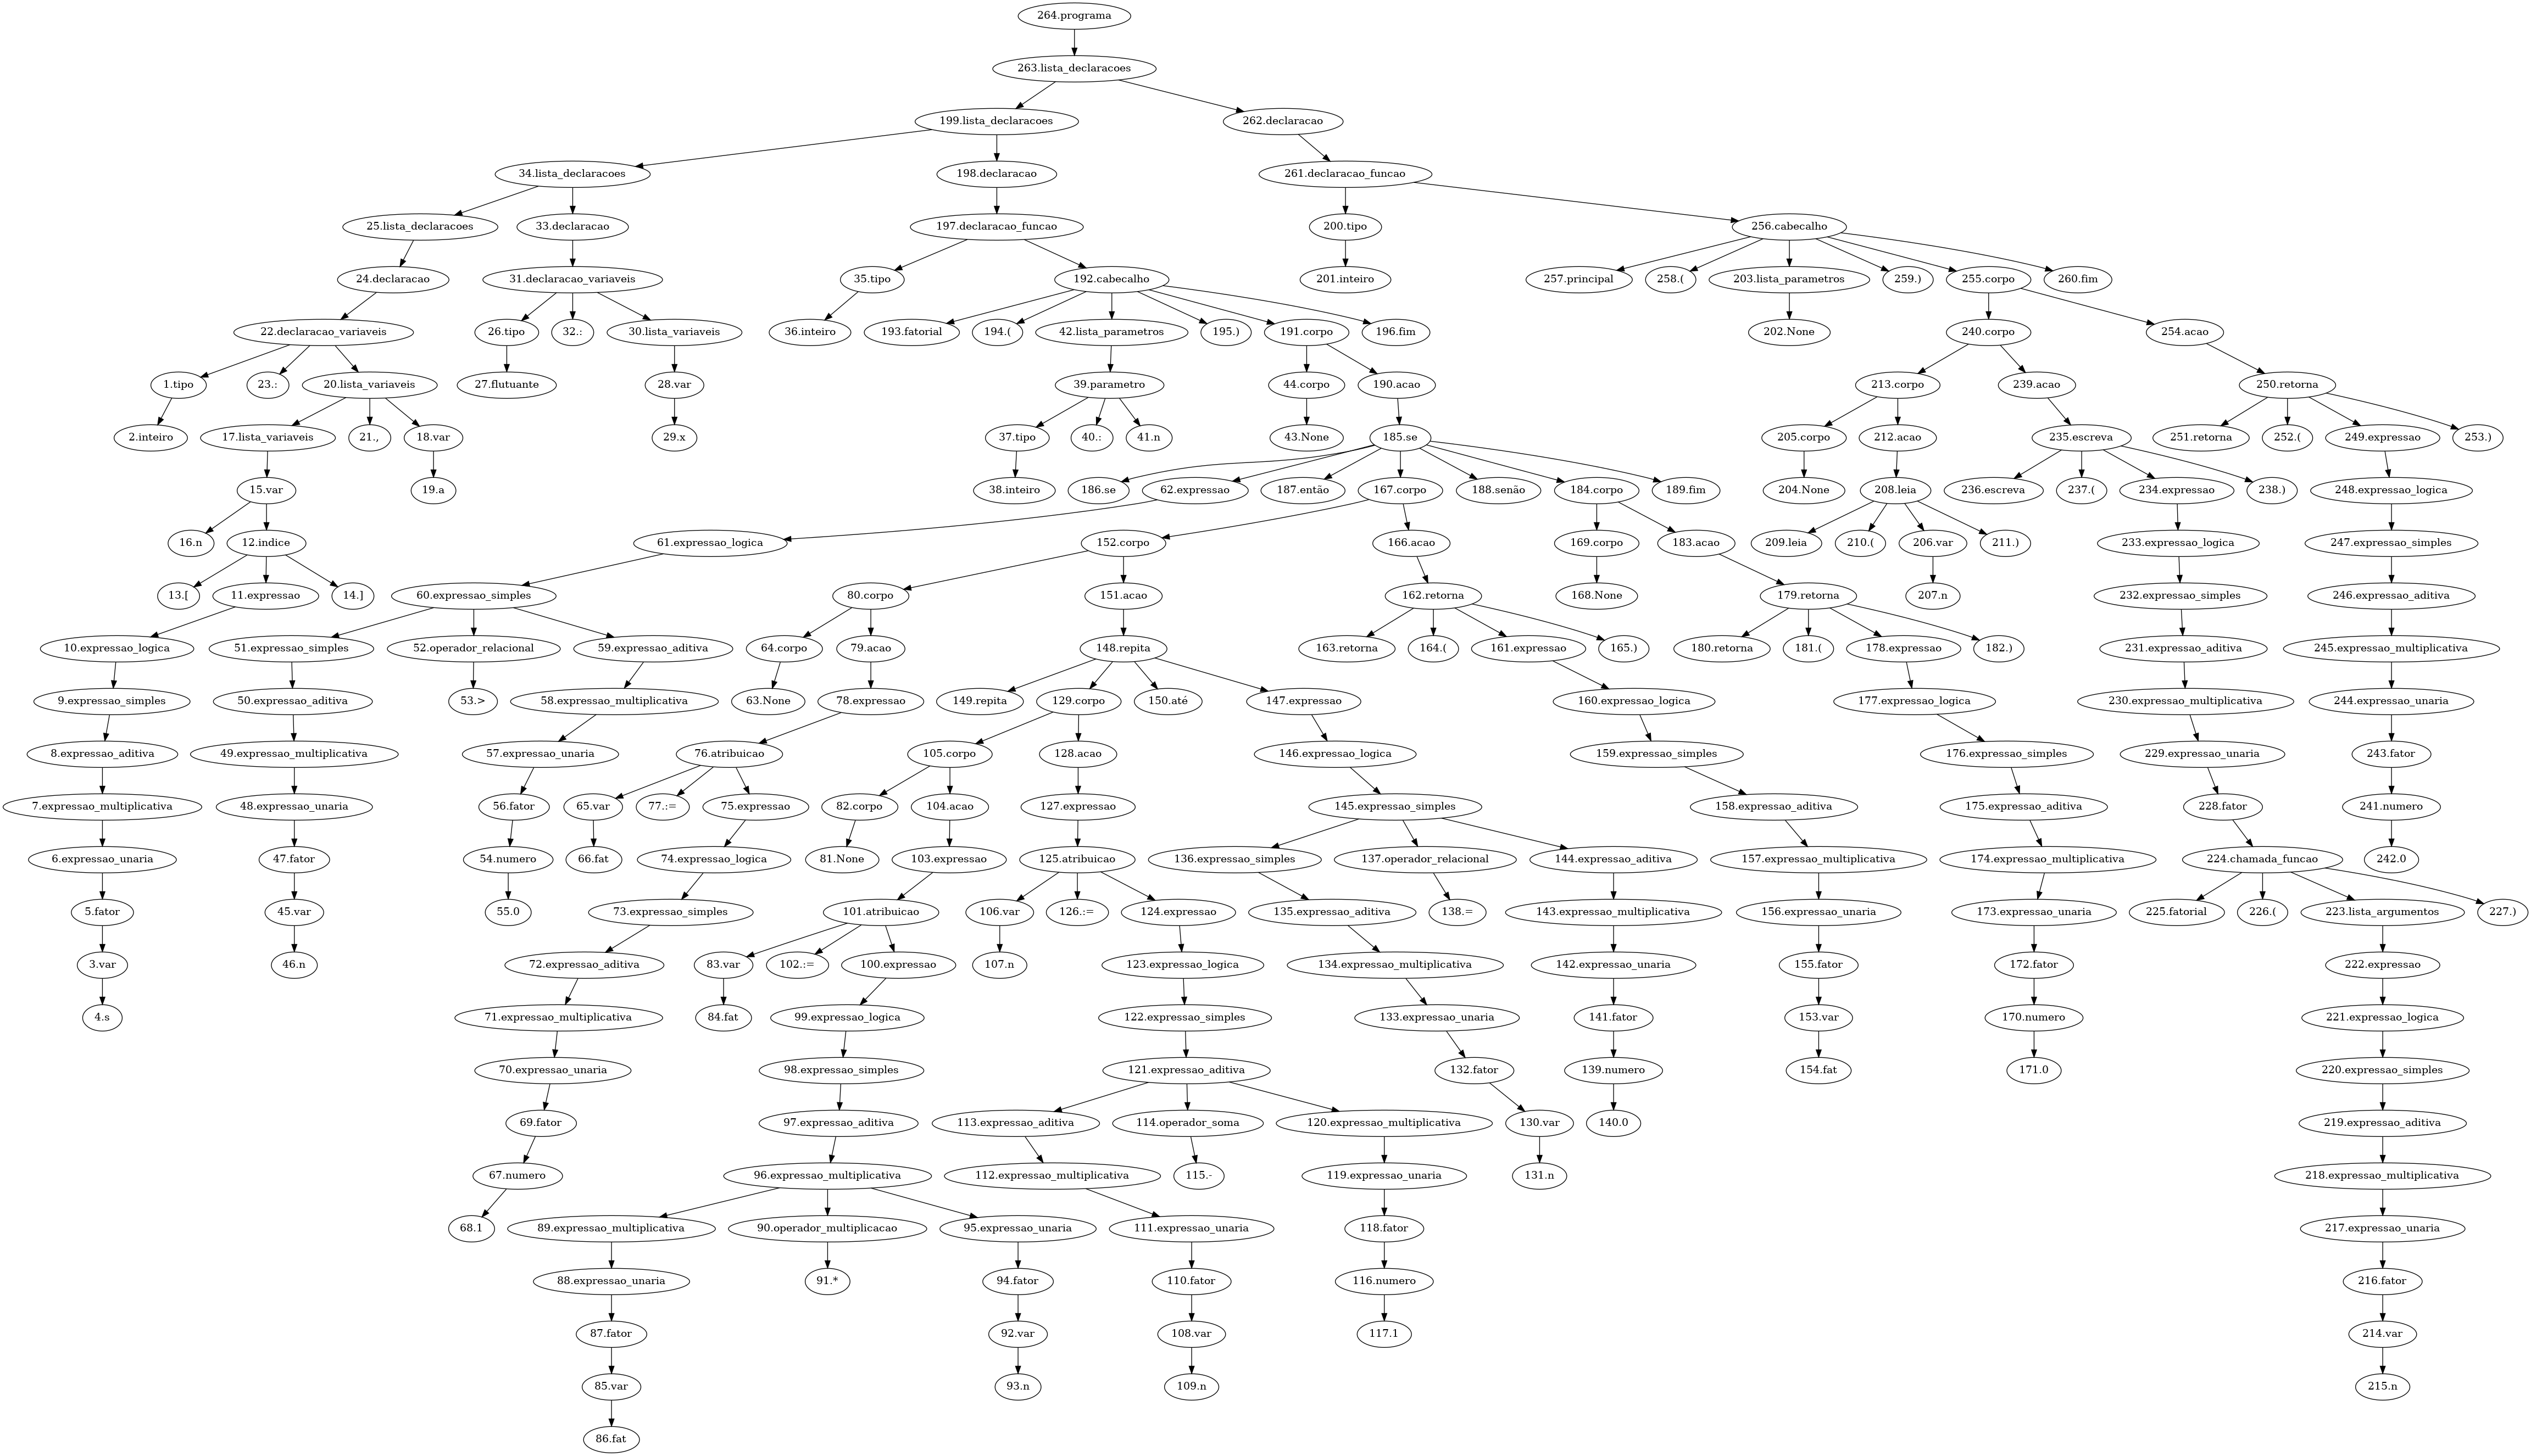 264.programa
263.lista_declaracoes
199.lista_declaracoes 262.declaracao
34.lista_declaracoes 198.declaracao 261.declaracao_funcao
25.lista_declaracoes 33.declaracao 197.declaracao_funcao 200.tipo 256.cabecalho
24.declaracao 31.declaracao_variaveis 35.tipo 192.cabecalho 201.inteiro 257.principal 258.( 203.lista_parametros 259.) 255.corpo 260.fim
22.declaracao_variaveis 26.tipo 32.: 30.lista_variaveis 36.inteiro 193.fatorial 194.( 42.lista_parametros 195.) 191.corpo 196.fim 202.None 240.corpo 254.acao
1.tipo 23.: 20.lista_variaveis 27.flutuante 28.var 39.parametro 44.corpo 190.acao 213.corpo 239.acao 250.retorna
2.inteiro 17.lista_variaveis 21., 18.var 29.x 37.tipo 40.: 41.n 43.None 185.se 205.corpo 212.acao 235.escreva 251.retorna 252.( 249.expressao 253.)
15.var 19.a 38.inteiro 186.se 62.expressao 187.então 167.corpo 188.senão 184.corpo 189.fim 204.None 208.leia 236.escreva 237.( 234.expressao 238.) 248.expressao_logica
16.n 12.indice 61.expressao_logica 152.corpo 166.acao 169.corpo 183.acao 209.leia 210.( 206.var 211.) 233.expressao_logica 247.expressao_simples
13.[ 11.expressao 14.] 60.expressao_simples 80.corpo 151.acao 162.retorna 168.None 179.retorna 207.n 232.expressao_simples 246.expressao_aditiva
10.expressao_logica 51.expressao_simples 52.operador_relacional 59.expressao_aditiva 64.corpo 79.acao 148.repita 163.retorna 164.( 161.expressao 165.) 180.retorna 181.( 178.expressao 182.) 231.expressao_aditiva 245.expressao_multiplicativa
9.expressao_simples 50.expressao_aditiva 53.> 58.expressao_multiplicativa 63.None 78.expressao 149.repita 129.corpo 150.até 147.expressao 160.expressao_logica 177.expressao_logica 230.expressao_multiplicativa 244.expressao_unaria
8.expressao_aditiva 49.expressao_multiplicativa 57.expressao_unaria 76.atribuicao 105.corpo 128.acao 146.expressao_logica 159.expressao_simples 176.expressao_simples 229.expressao_unaria 243.fator
7.expressao_multiplicativa 48.expressao_unaria 56.fator 65.var 77.:= 75.expressao 82.corpo 104.acao 127.expressao 145.expressao_simples 158.expressao_aditiva 175.expressao_aditiva 228.fator 241.numero
6.expressao_unaria 47.fator 54.numero 66.fat 74.expressao_logica 81.None 103.expressao 125.atribuicao 136.expressao_simples 137.operador_relacional 144.expressao_aditiva 157.expressao_multiplicativa 174.expressao_multiplicativa 224.chamada_funcao 242.0
5.fator 45.var 55.0 73.expressao_simples 101.atribuicao 106.var 126.:= 124.expressao 135.expressao_aditiva 138.= 143.expressao_multiplicativa 156.expressao_unaria 173.expressao_unaria 225.fatorial 226.( 223.lista_argumentos 227.)
3.var 46.n 72.expressao_aditiva 83.var 102.:= 100.expressao 107.n 123.expressao_logica 134.expressao_multiplicativa 142.expressao_unaria 155.fator 172.fator 222.expressao
4.s 71.expressao_multiplicativa 84.fat 99.expressao_logica 122.expressao_simples 133.expressao_unaria 141.fator 153.var 170.numero 221.expressao_logica
70.expressao_unaria 98.expressao_simples 121.expressao_aditiva 132.fator 139.numero 154.fat 171.0 220.expressao_simples
69.fator 97.expressao_aditiva 113.expressao_aditiva 114.operador_soma 120.expressao_multiplicativa 130.var 140.0 219.expressao_aditiva
67.numero 96.expressao_multiplicativa 112.expressao_multiplicativa 115.- 119.expressao_unaria 131.n 218.expressao_multiplicativa
68.1 89.expressao_multiplicativa 90.operador_multiplicacao 95.expressao_unaria 111.expressao_unaria 118.fator 217.expressao_unaria
88.expressao_unaria 91.* 94.fator 110.fator 116.numero 216.fator
87.fator 92.var 108.var 117.1 214.var
85.var 93.n 109.n 215.n
86.fat